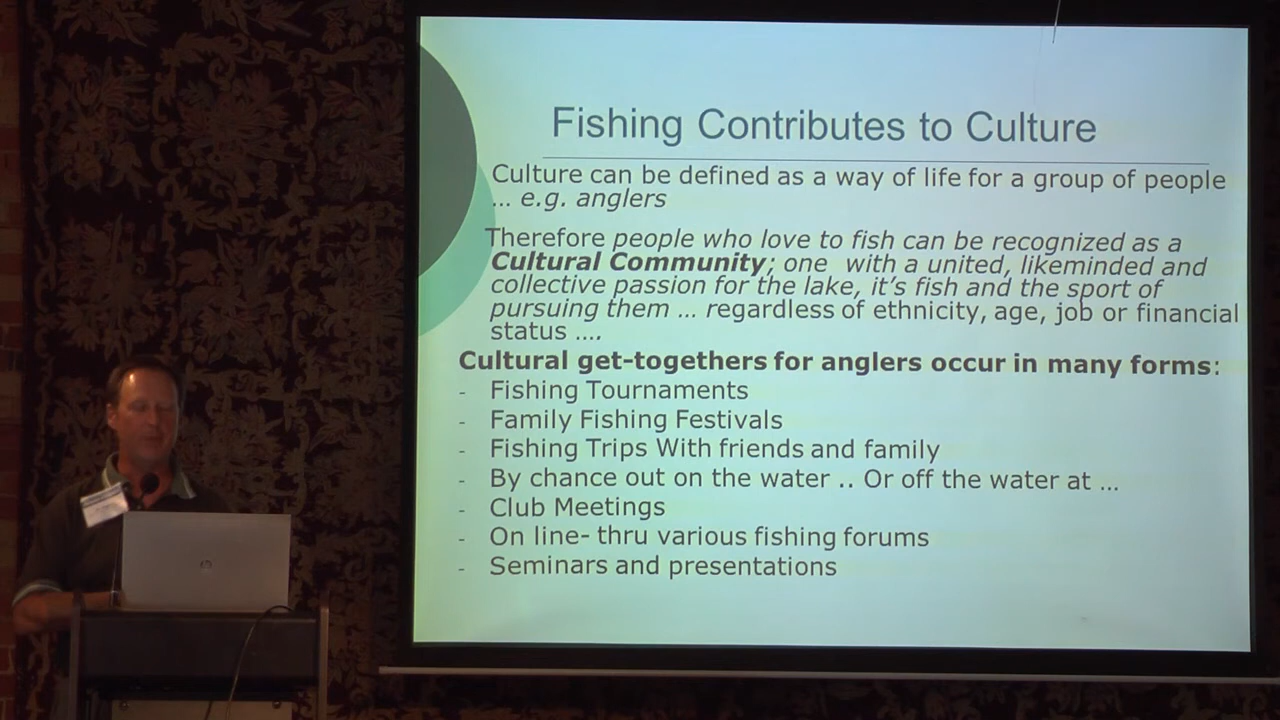 Fishing Contributes to Culture
Culture can be defined as a way of life for a group of people
... e.g. anglers
Therefore people who love to fish can be recognized as a
Cultural Community; one with a united, likeminded and
collective passion for the lake, it's fish and the sport of
pursuing them ... regardless of ethnicity, age, job or financial
status ....
Cultural get-togethers for anglers occur in many forms:
- Fishing Tournaments
- Family Fishing Festivals
- Fishing Trips With friends and family
- By chance out on the water .. Or off the water at ...
- Club Meetings
- On line- thru various fishing forums
- Seminars and presentations
hp